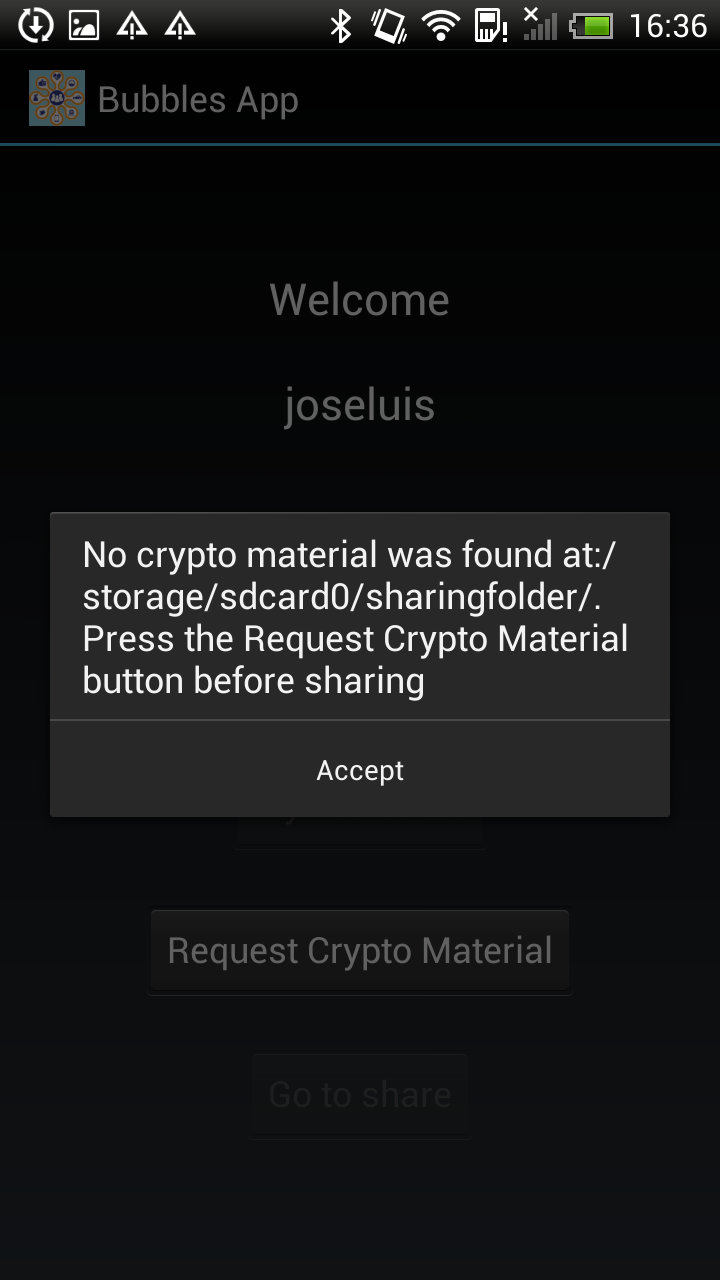 16:36
Bubbles App
Welcome
joseluis
No crypto material was found at:/
storage/sdcard0/sharingfolder/.
Press the Request Crypto Material
button before sharing
Accept
Request Crypto Material
Go to share